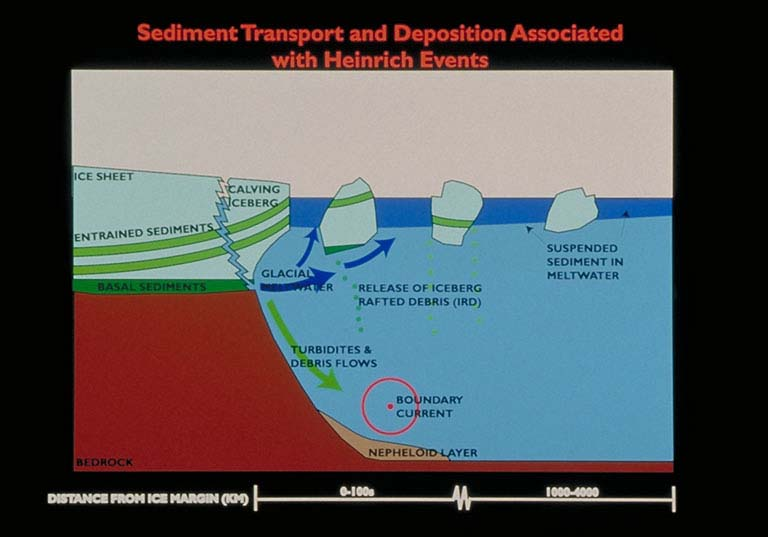 Sediment Transport and Deposition Associated
with Heinrich Events
ICE SHEET
CALVING
ICEBERG
ENTRAINED SEDIMENTS
BASAL SEDIMENTS
GLACIAL
MELTWATER
RELEASE OF ICEBERG
RAFTED DEBRIS (IRD)
SUSPENDED
SEDIMENT IN
MELTWATER
TURBIDITES &
DEBRIS FLOWS
BOUNDARY
CURRENT
NEPHELOID LAYER
BEDROCK
DISTANCE FROM ICE MARGIN (KM)
0-100s
1000-4000